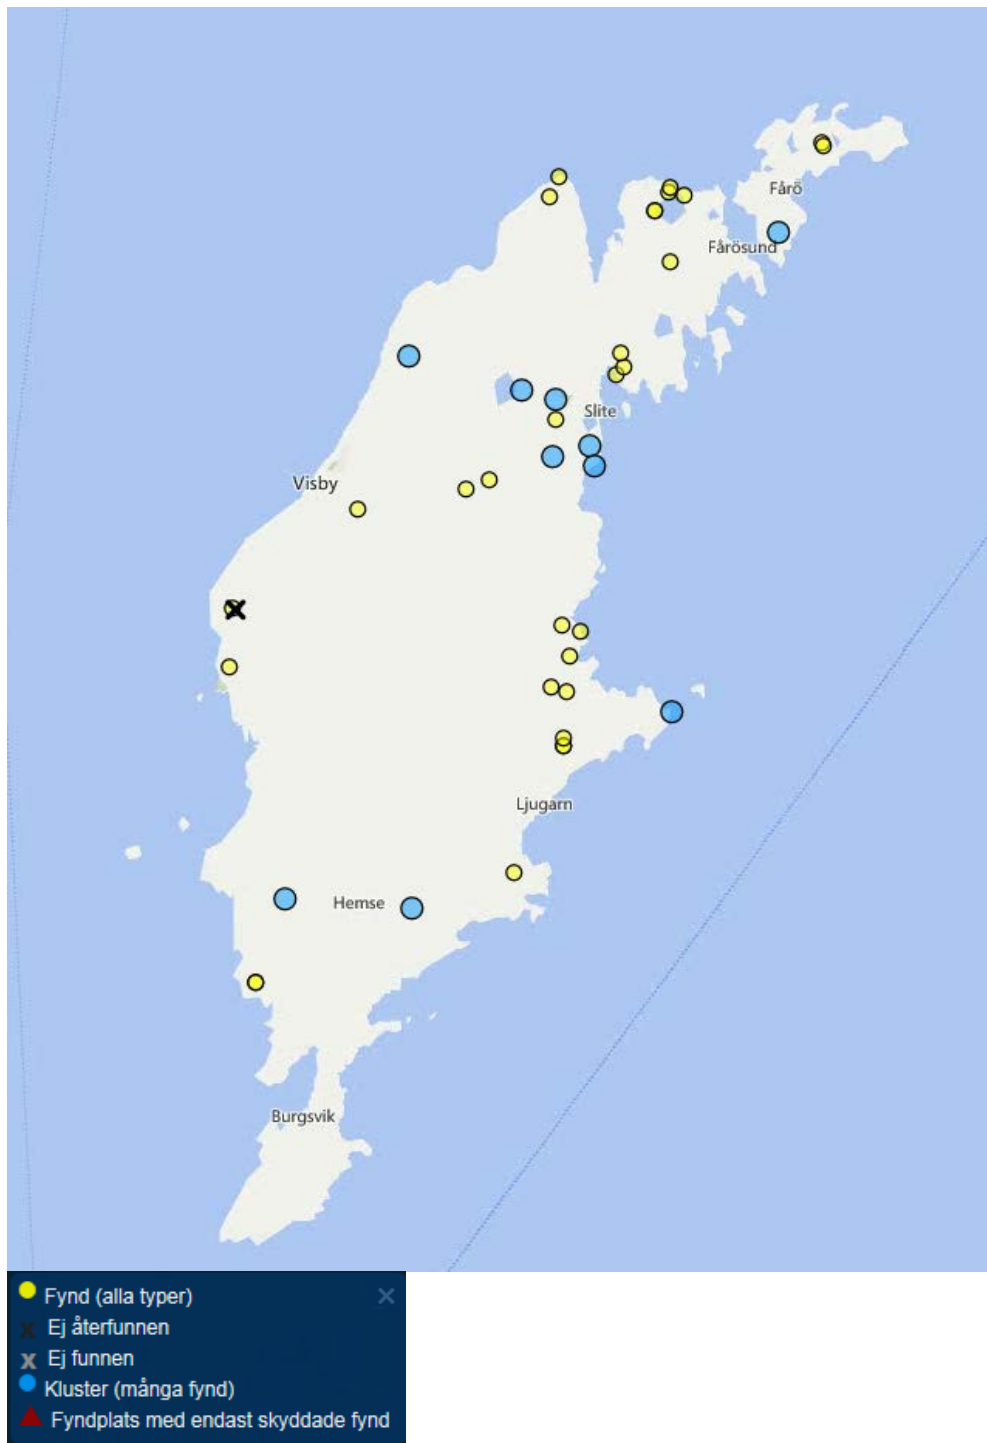 Fårö
Fårösund
Slite
Visby
Ljugarn
Hemse
Burgsvik
Fynd (alla typer)
x Ej återfunnen
x Ej funnen
Kluster (många fynd)
Fyndplats med endast skyddade fynd